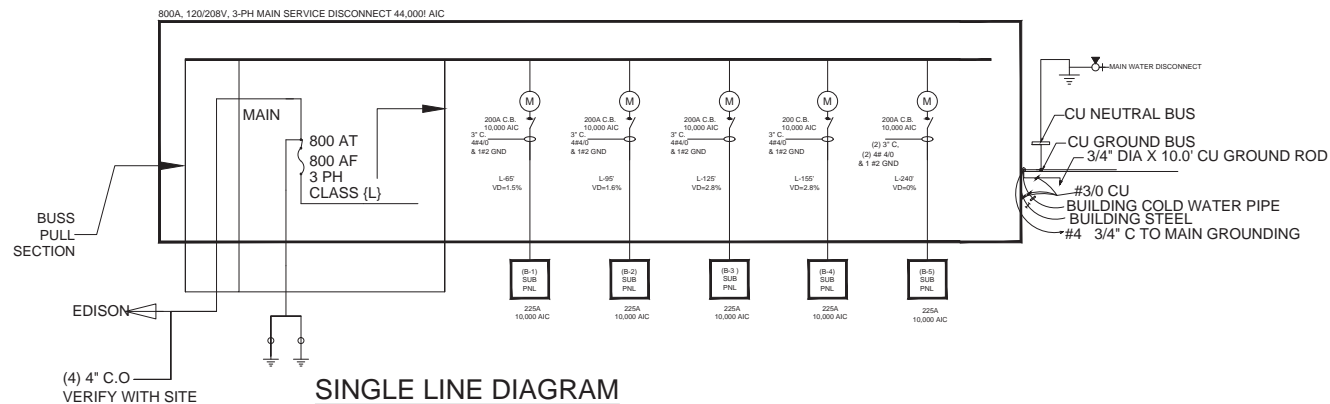 800A, 120/208V, 3-PH MAIN SERVICE DISCONNECT 44,000! AIC
MAIN
800 AT
800 AF
3 PH
CLASS {L}
BUSS
PULL
SECTION
EDISON
(4) 4" C.O
VERIFY WITH SITE
M
200A C.B.
10,000 AIC
3" C.
4#4/0
& 1#2 GND
L-65'
VD=1.5%
(B-1)
SUB
PNL
225A
10,000 AIC
M
200A C.B.
10,000 AIC
3" C.
4#4/0
& 1#2 GND
L-95'
VD=1.6%
(B-2)
SUB
PNL
225A
10,000 AIC
M
200A C.B.
10,000 AIC
3" C.
4#4/0
& 1#2 GND
L-125'
VD=2.8%
(B-3 )
SUB
PNL
225A
10,000 AIC
M
200 C.B.
10,000 AIC
3" C.
4#4/0
& 1#2 GND
L-155'
VD=2.8%
(B-4)
SUB
PNL
225A
10,000 AIC
M
200A C.B.
10,000 AIC
(2) 3" C,
(2) 4# 4/0
& 1 #2 GND
L-240'
VD=0%
(B-5)
SUB
PNL
225A
10,000 AIC
MAIN WATER DISCONNECT
CU NEUTRAL BUS
CU GROUND BUS
3/4" DIA X 10.0' CU GROUND ROD
#3/0 CU
BUILDING COLD WATER PIPE
BUILDING STEEL
#4 3/4" C TO MAIN GROUNDING
SINGLE LINE DIAGRAM